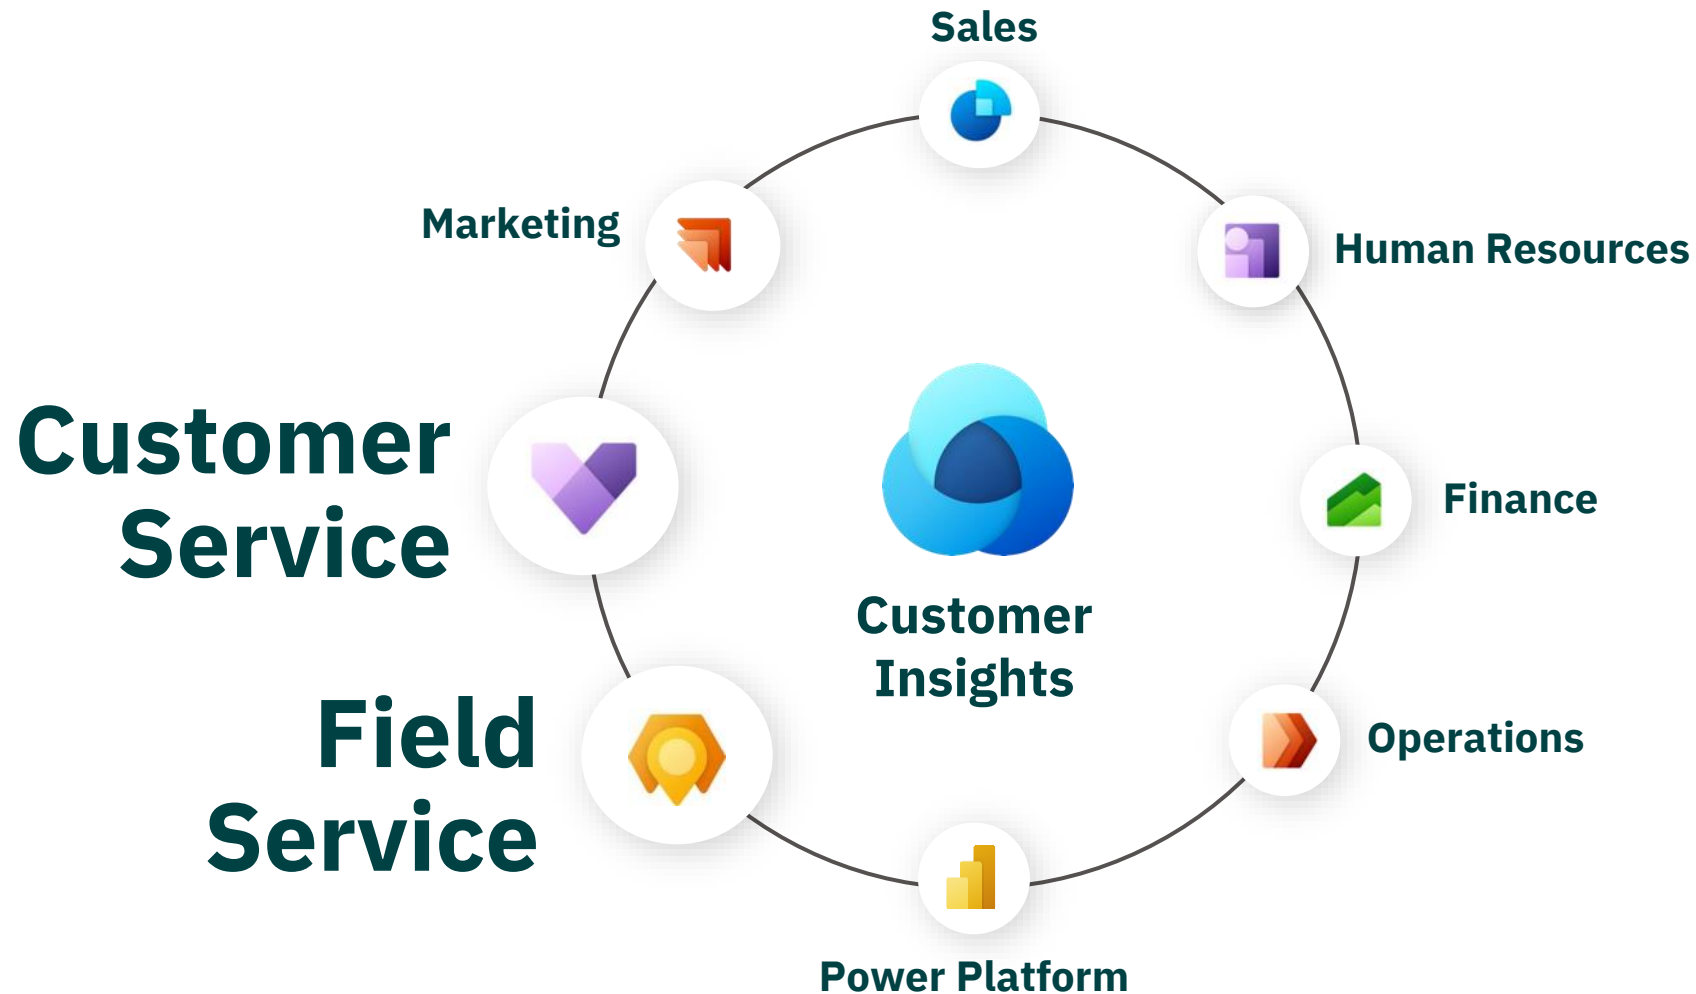 Sales
Marketing
Human Resources
Customer
Service
Finance
Customer
Insights
Field
Service
Operations
Power Platform